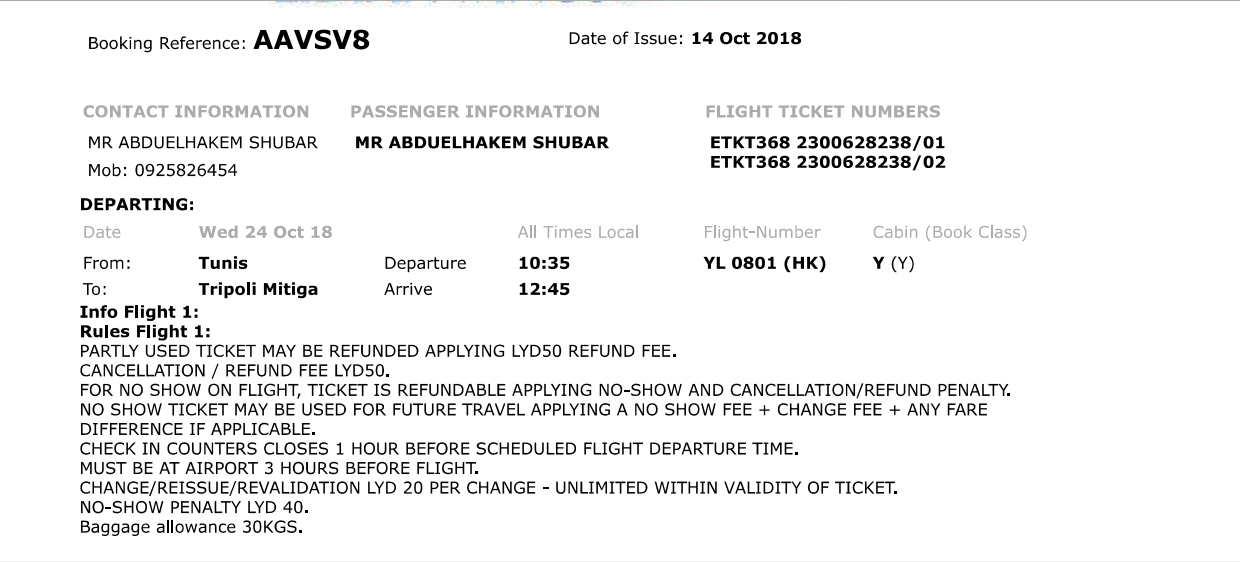 Booking Reference: AAVSV8 Date of Issue: 14 Oct 2018
CONTACT INFORMATION PASSENGER INFORMATION FLIGHT TICKET NUMBERS
MR ABDUELHAKEM SHUBAR MR ABDUELHAKEM SHUBAR ETKT368 2300628238/01
Mob: 0925826454 ETKT368 2300628238/02
DEPARTING:
Date Wed 24 Oct 18 All Times Local Flight-Number Cabin (Book Class)
From: Tunis Departure 10:35 YL 0801 (HK) Y (Y)
To: Tripoli Mitiga Arrive 12:45
Info Flight 1:
Rules Flight 1:
PARTLY USED TICKET MAY BE REFUNDED APPLYING LYD50 REFUND FEE.
CANCELLATION / REFUND FEE LYD50.
FOR NO SHOW ON FLIGHT, TICKET IS REFUNDABLE APPLYING NO-SHOW AND CANCELLATION/REFUND PENALTY.
NO SHOW TICKET MAY BE USED FOR FUTURE TRAVEL APPLYING A NO SHOW FEE + CHANGE FEE + ANY FARE
DIFFERENCE IF APPLICABLE.
CHECK IN COUNTERS CLOSES 1 HOUR BEFORE SCHEDULED FLIGHT DEPARTURE TIME.
MUST BE AT AIRPORT 3 HOURS BEFORE FLIGHT.
CHANGE/REISSUE/REVALIDATION LYD 20 PER CHANGE - UNLIMITED WITHIN VALIDITY OF TICKET.
NO-SHOW PENALTY LYD 40.
Baggage allowance 30KGS.